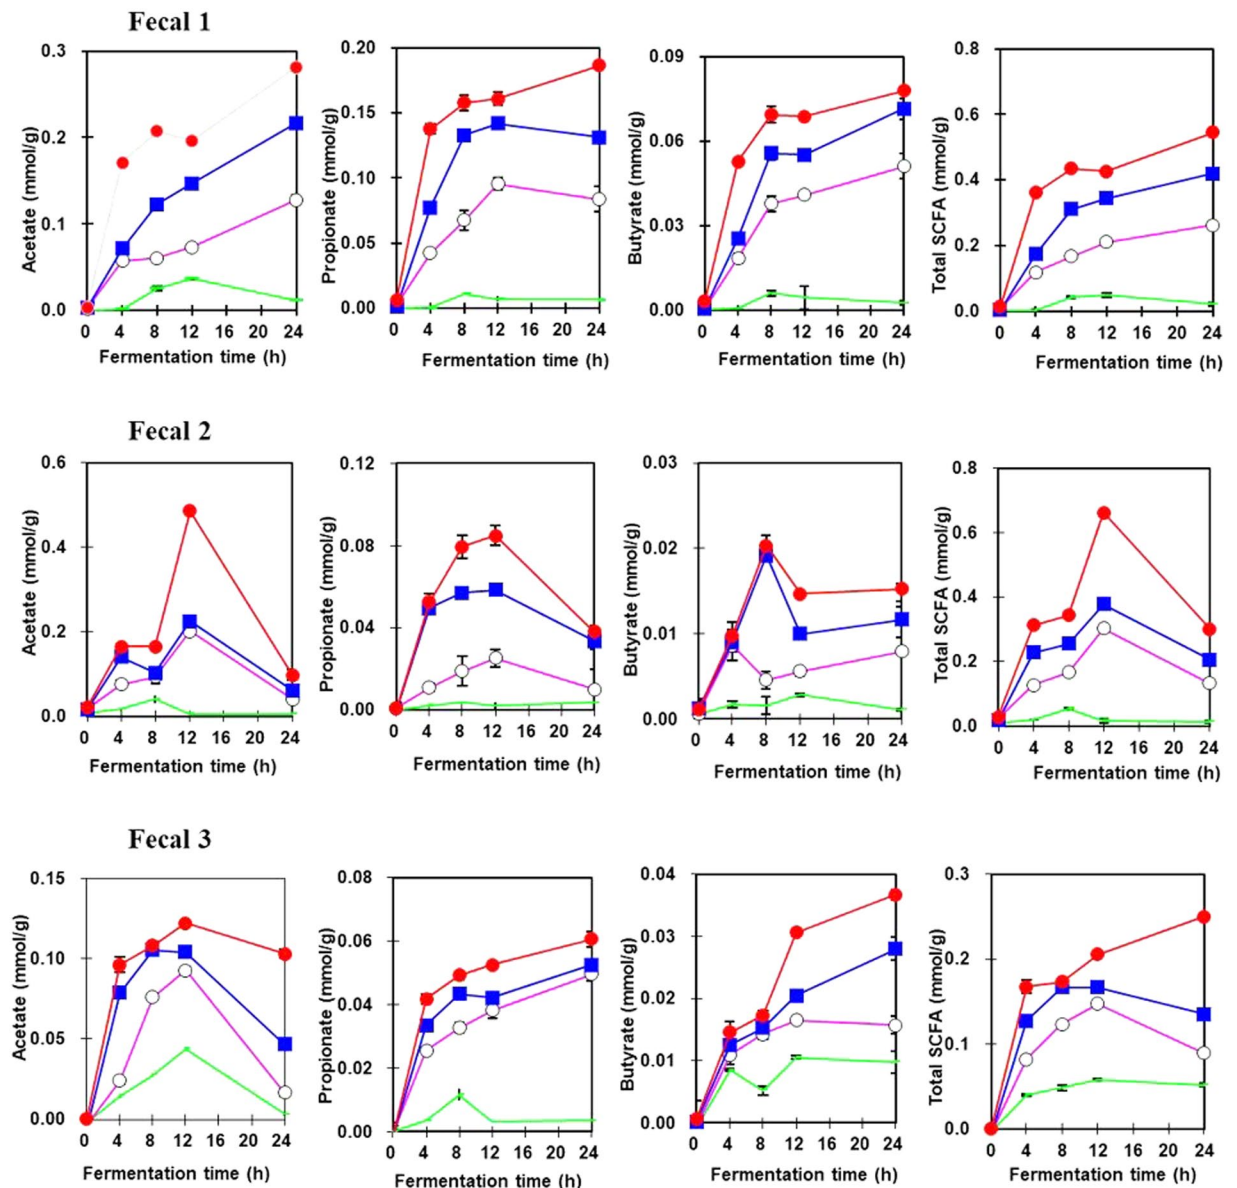 Fecal 1
Acetate (mmol/g)
0.3
0.2
0.1
0.0
0 4 8 12 16 20 24
Fermentation time (h)
Propionate (mmol/g)
0.20
0.15
0.10
0.05
0.00
0 4 8 12 16 20 24
Fermentation time (h)
Butyrate (mmol/g)
0.09
0.06
0.03
0.00
0 4 8 12 16 20 24
Fermentation time (h)
Total SCFA (mmol/g)
0.8
0.6
0.4
0.2
0.0
0 4 8 12 16 20 24
Fermentation time (h)
Fecal 2
Acetate (mmol/g)
0.6
0.4
0.2
0.0
0 4 8 12 16 20 24
Fermentation time (h)
Propionate (mmol/g)
0.12
0.08
0.04
0.00
0 4 8 12 16 20 24
Fermentation time (h)
Butyrate (mmol/g)
0.03
0.02
0.01
0.00
0 4 8 12 16 20 24
Fermentation time (h)
Total SCFA (mmol/g)
0.8
0.6
0.4
0.2
0.0
0 4 8 12 16 20 24
Fermentation time (h)
Fecal 3
Acetate (mmol/g)
0.15
0.10
0.05
0.00
0 4 8 12 16 20 24
Fermentation time (h)
Propionate (mmol/g)
0.08
0.06
0.04
0.02
0.00
0 4 8 12 16 20 24
Fermentation time (h)
Butyrate (mmol/g)
0.04
0.03
0.02
0.01
0.00
0 4 8 12 16 20 24
Fermentation time (h)
Total SCFA (mmol/g)
0.3
0.2
0.1
0.0
0 4 8 12 16 20 24
Fermentation time (h)